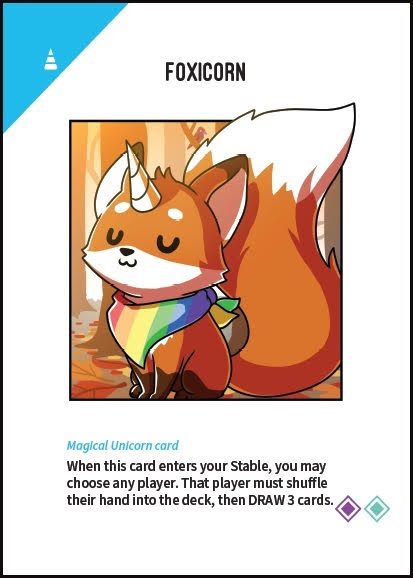 FOXICORN
Magical Unicorn card
When this card enters your Stable, you may
choose any player. That player must shuffle
their hand into the deck, then DRAW 3 cards.